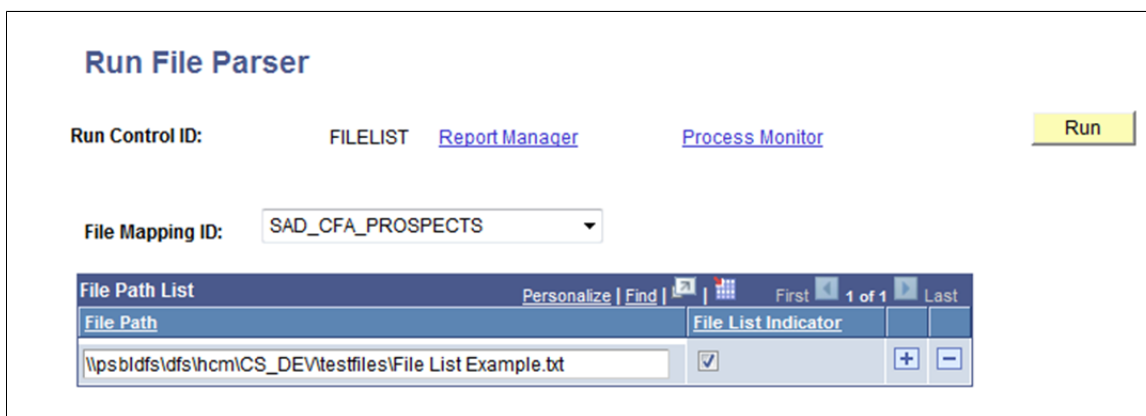 Run File Parser
Run Control ID: FILELIST Report Manager Process Monitor Run
File Mapping ID: SAD_CFA_PROSPECTS
File Path List Personalize | Find | | First 1 of 1 Last
File Path File List Indicator
\\psbldfs\dfs\hcm\CS_DEV\testfiles\File List Example.txt